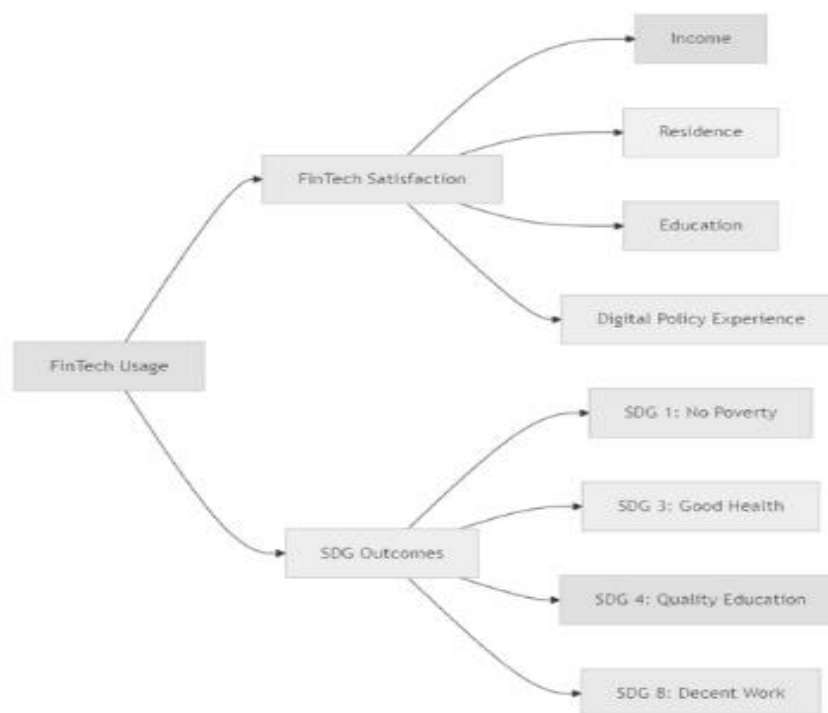 Income
Residence
FinTech Satisfaction
Education
Digital Policy Experience
FinTech Usage
SDG 1: No Poverty
SDG 3: Good Health
SDG Outcomes
SDG 4: Quality Education
SDG 8: Decent Work